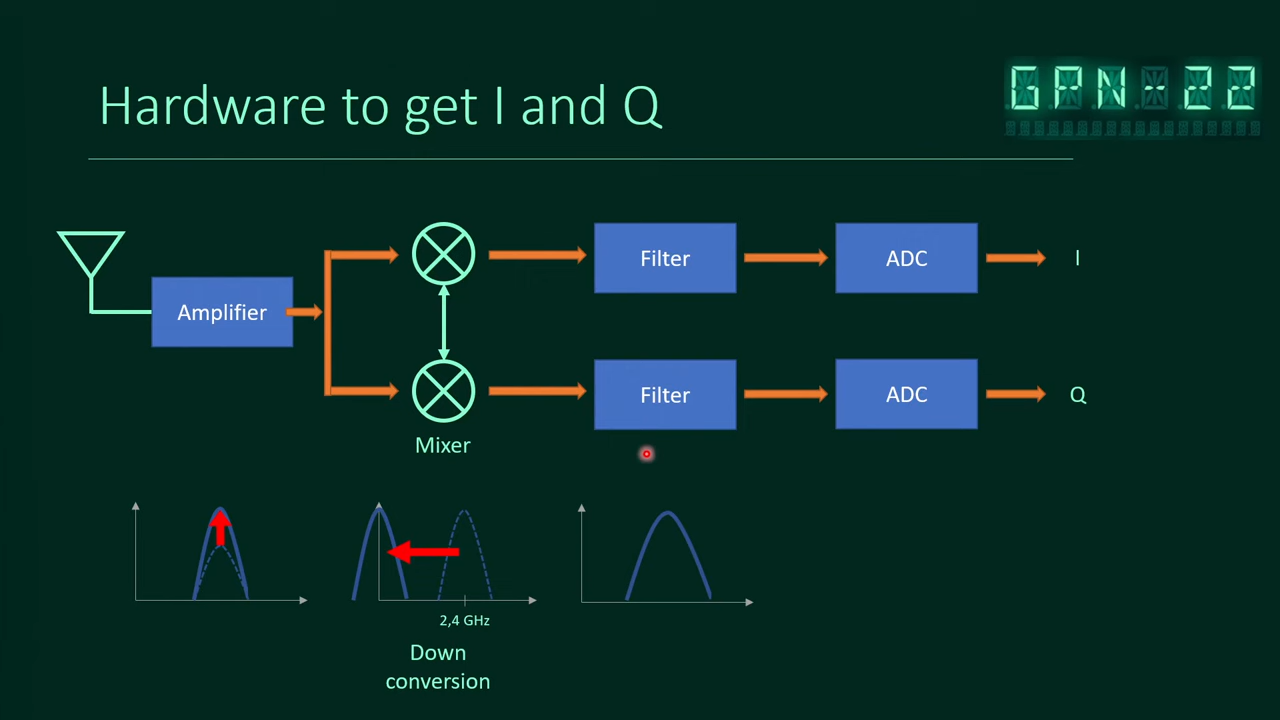 Hardware to get I and Q
GPN-22
Filter
ADC
I
Amplifier
Filter
ADC
Q
Mixer
2,4 GHz
Down
conversion